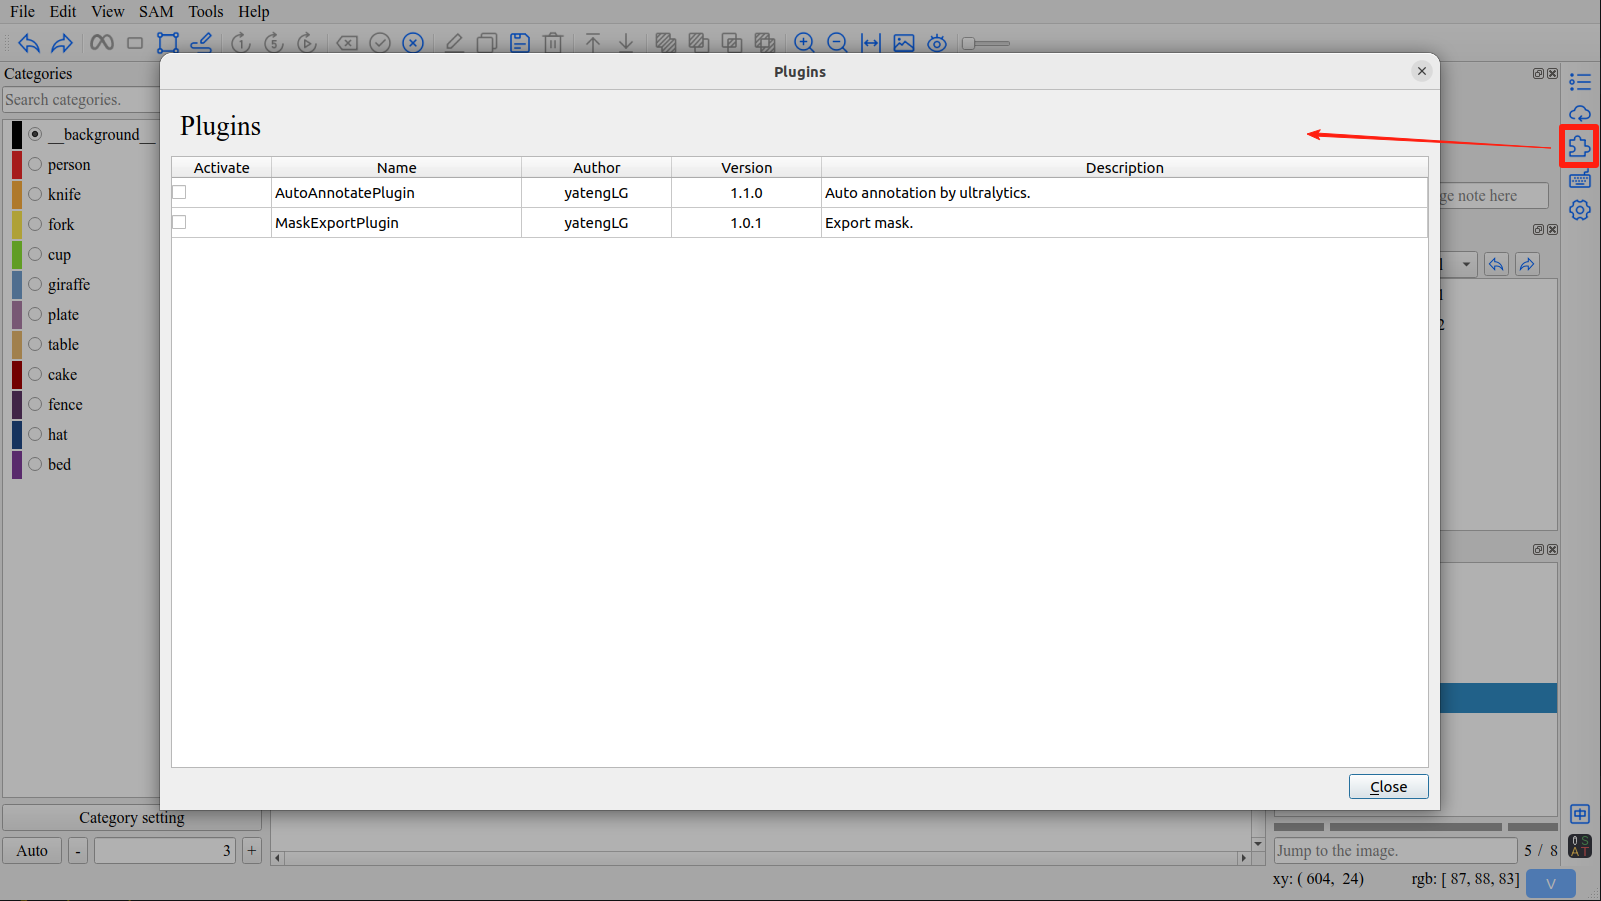 File Edit View SAM Tools Help
Plugins
Categories
Search categories.
Plugins
Activate Name Author Version Description
AutoAnnotatePlugin yatengLG 1.1.0 Auto annotation by ultralytics.
MaskExportPlugin yatengLG 1.0.1 Export mask.
__background__
person
knife
fork
cup
giraffe
plate
table
cake
fence
hat
bed
ge note here
2
中
Close
Category setting
Auto - 3 +
Jump to the image. 5 / 8
xy: ( 604, 24) rgb: [ 87, 88, 83] V